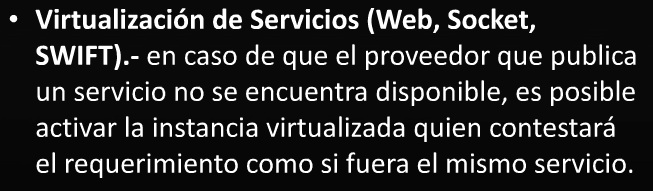 • Virtualización de Servicios (Web, Socket,
SWIFT).- en caso de que el proveedor que publica
un servicio no se encuentra disponible, es posible
activar la instancia virtualizada quien contestará
el requerimiento como si fuera el mismo servicio.